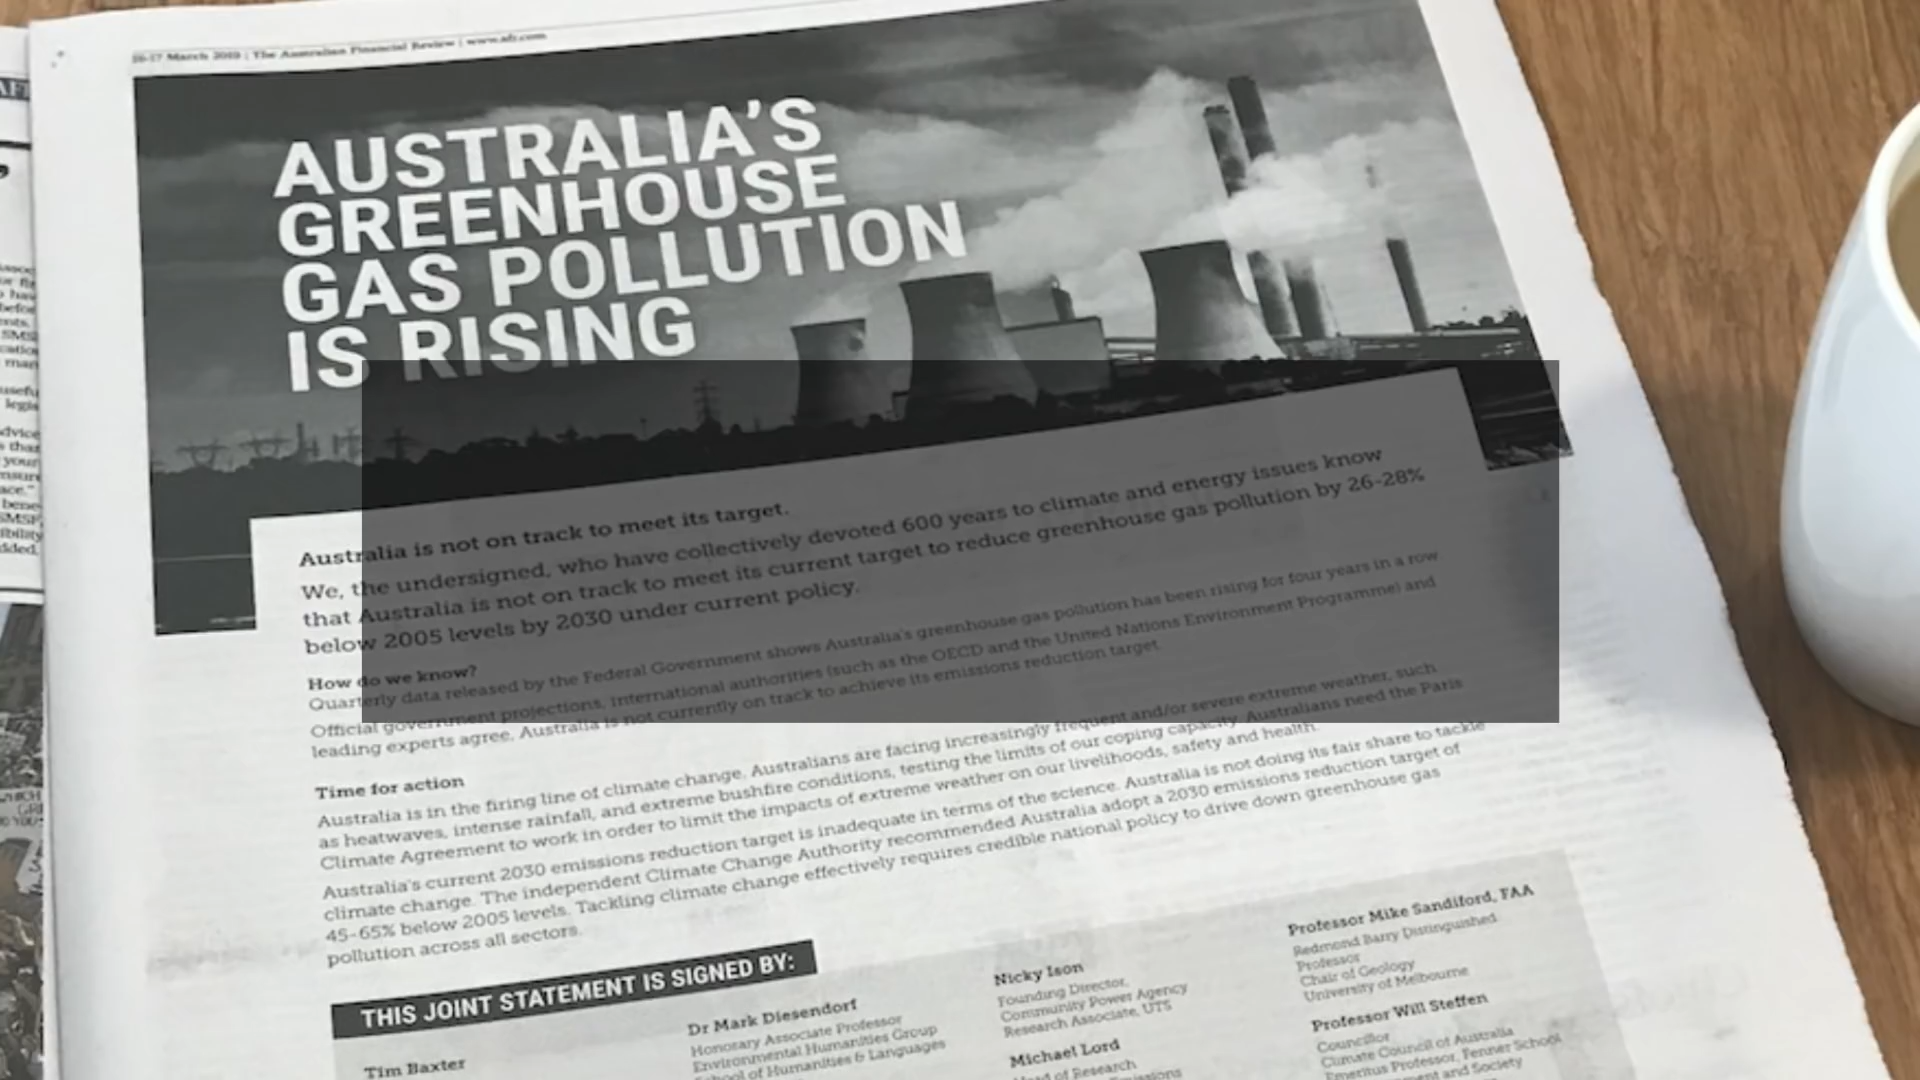 16-17 March 2019 | The Australian Financial Review | www.afr.com
AUSTRALIA'S
GREENHOUSE
GAS POLLUTION
IS RISING
Australia is not on track to meet its target.
We, the undersigned, who have collectively devoted 600 years to climate and energy issues know
that Australia is not on track to meet its current target to reduce greenhouse gas pollution by 26-28%
below 2005 levels by 2030 under current policy.
How do we know?
Quarterly data released by the Federal Government shows Australia's greenhouse gas pollution has been rising for four years in a row
Official government projections, international authorities (such as the OECD and the United Nations Environment Programme) and
leading experts agree, Australia is not currently on track to achieve its emissions reduction target.
Time for action
Australia is in the firing line of climate change. Australians are facing increasingly frequent and/or severe extreme weather, such
as heatwaves, intense rainfall, and extreme bushfire conditions, testing the limits of our coping capacity. Australians need the Paris
Climate Agreement to work in order to limit the impacts of extreme weather on our livelihoods, safety and health.
Australia's current 2030 emissions reduction target is inadequate in terms of the science. Australia is not doing its fair share to tackle
climate change. The independent Climate Change Authority recommended Australia adopt a 2030 emissions reduction target of
45-65% below 2005 levels. Tackling climate change effectively requires credible national policy to drive down greenhouse gas
pollution across all sectors.
THIS JOINT STATEMENT IS SIGNED BY:
Tim Baxter
Dr Mark Diesendorf
Honorary Associate Professor
Environmental Humanities Group
School of Humanities & Languages
Nicky Ison
Founding Director,
Community Power Agency
Research Associate, UTS
Michael Lord
Head of Research
Emissions
Professor Mike Sandiford, FAA
Redmond Barry Distinguished
Professor
Chair of Geology
University of Melbourne
Professor Will Steffen
Councillor
Climate Council of Australia
Emeritus Professor, Fenner School
ment and Society